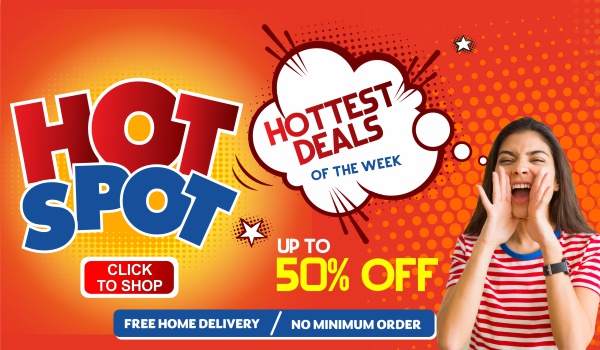 HOT
SPOT
HOTTEST
DEALS
OF THE WEEK
UP TO
50% OFF
CLICK
TO SHOP
FREE HOME DELIVERY / NO MINIMUM ORDER